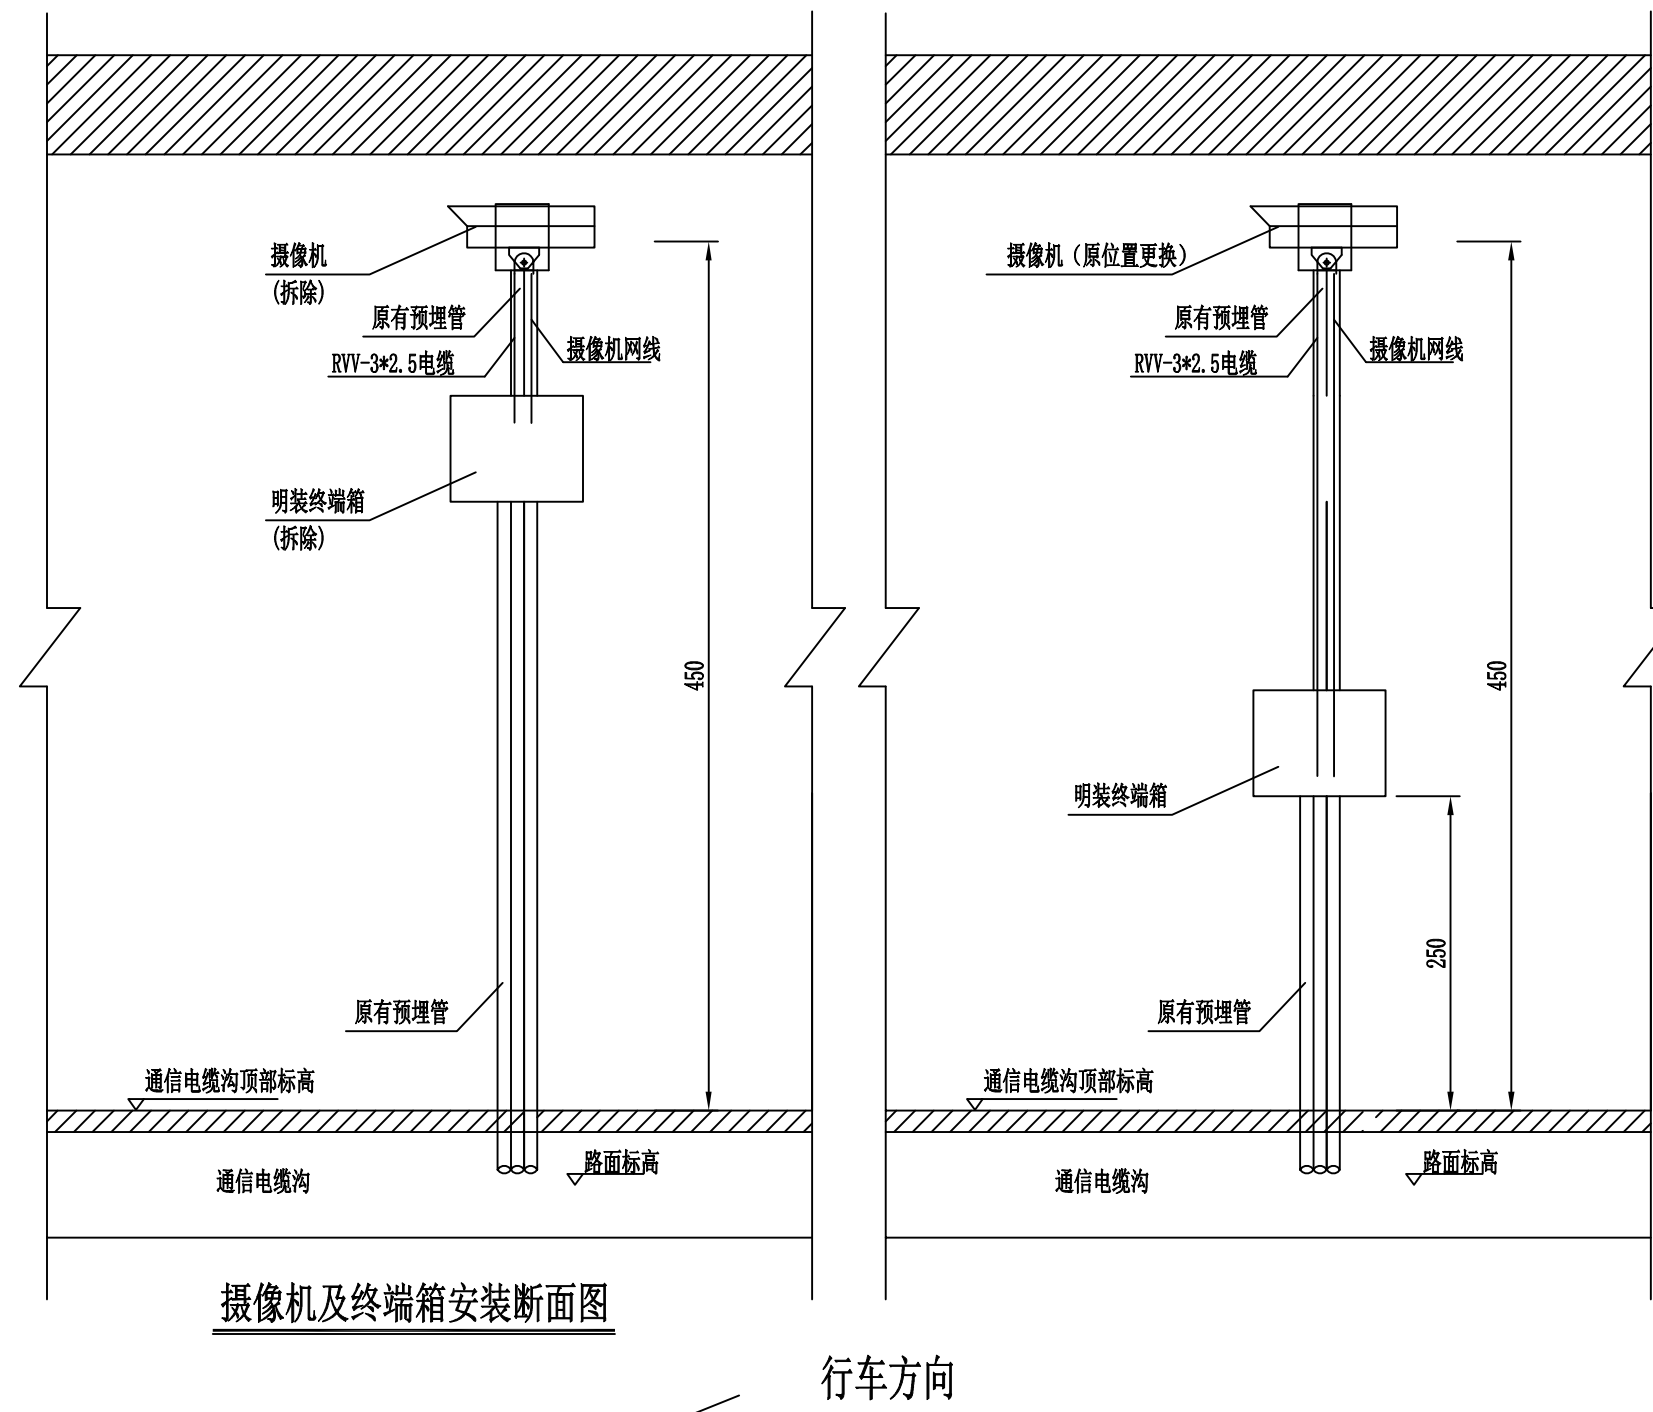 摄像机
(拆除)
原有预埋管
摄像机网线
RVV-3*2.5电缆
明装终端箱
(拆除)
450
原有预埋管
通信电缆沟顶部标高
路面标高
通信电缆沟
摄像机（原位置更换）
原有预埋管
摄像机网线
RVV-3*2.5电缆
450
明装终端箱
250
原有预埋管
通信电缆沟顶部标高
路面标高
通信电缆沟
摄像机及终端箱安装断面图
行车方向